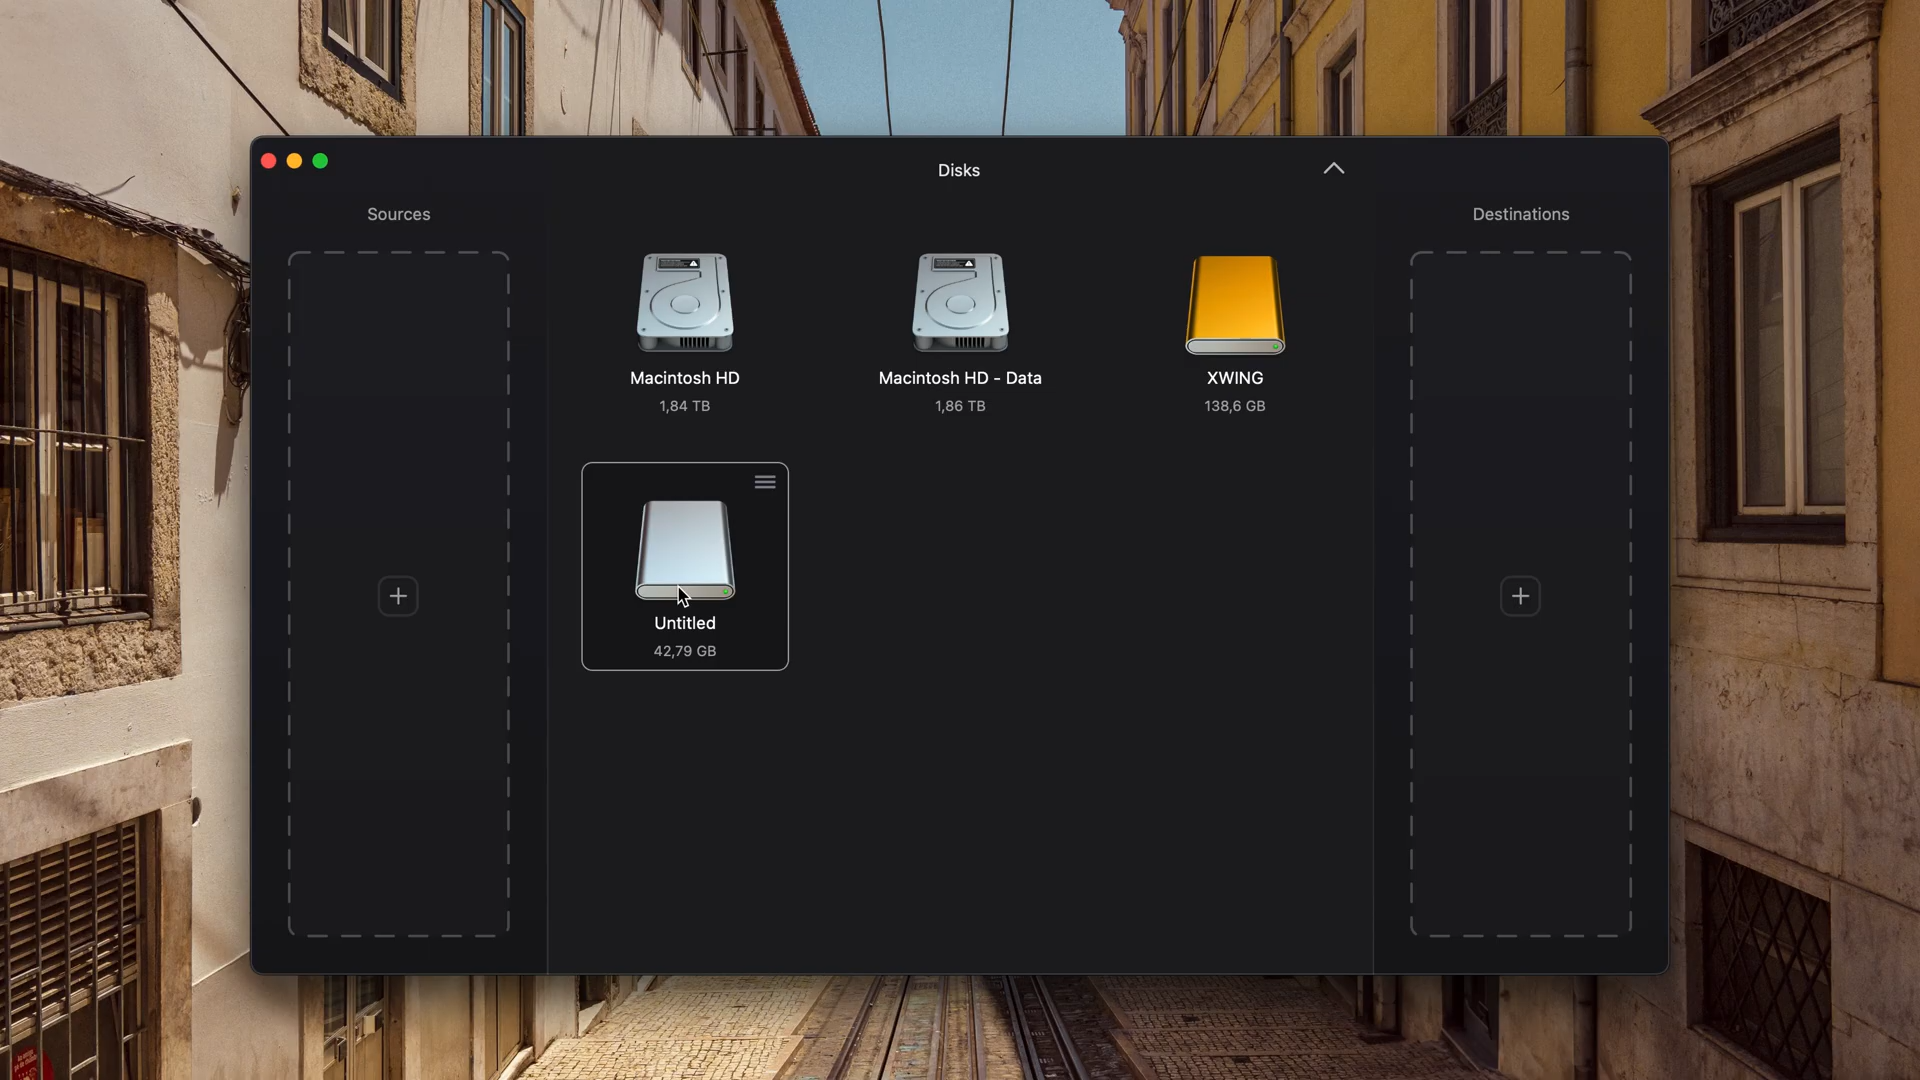 Disks
Sources
Destinations
Macintosh HD
1,84 TB
Macintosh HD - Data
1,86 TB
XWING
138,6 GB
Untitled
42,79 GB